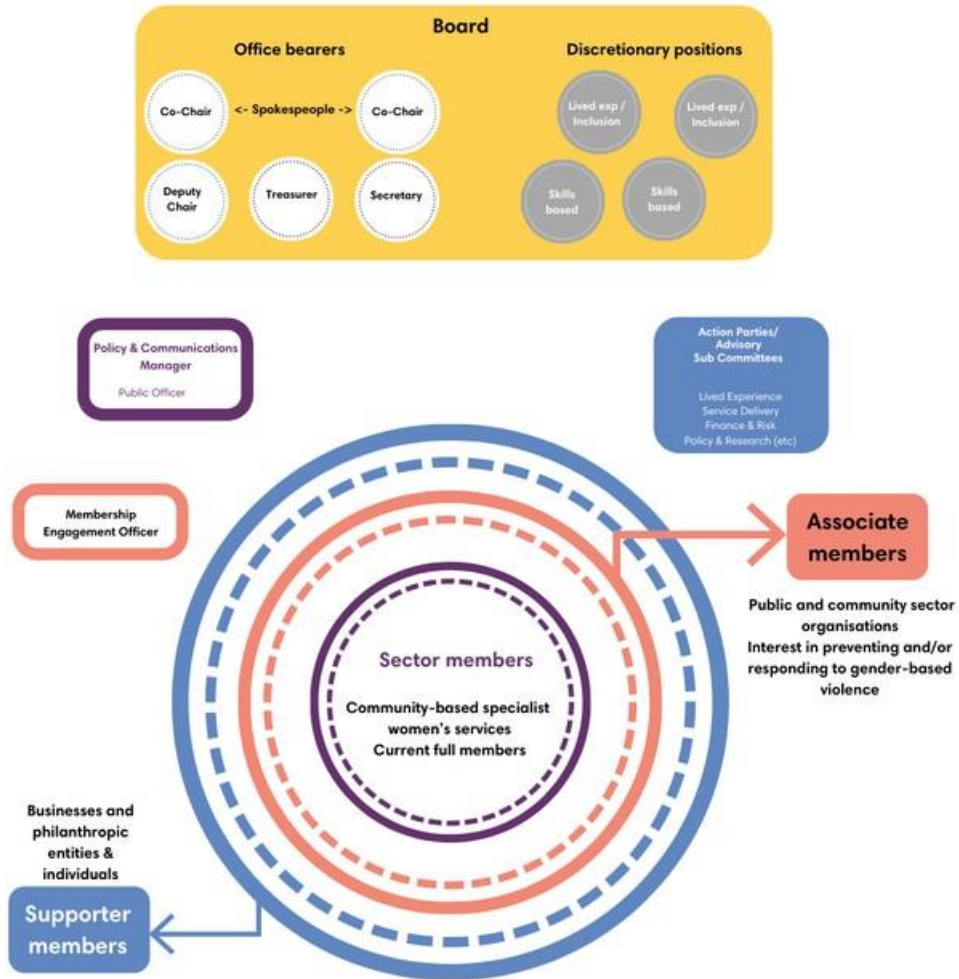 Board
Office bearers
Discretionary positions
Co-Chair
<- Spokespeople ->
Co-Chair
Lived exp /
Inclusion
Lived exp /
Inclusion
Deputy
Chair
Treasurer
Secretary
Skills
based
Skills
based
Policy & Communications
Manager
Public Officer
Action Parties/
Advisory
Sub Committees
Lived Experience
Service Delivery
Finance & Risk
Policy & Research (etc)
Membership
Engagement Officer
Associate
members
Public and community sector
organisations
Interest in preventing and/or
responding to gender-based
violence
Sector members
Community-based specialist
women's services
Current full members
Businesses and
philanthropic
entities &
individuals
Supporter
members